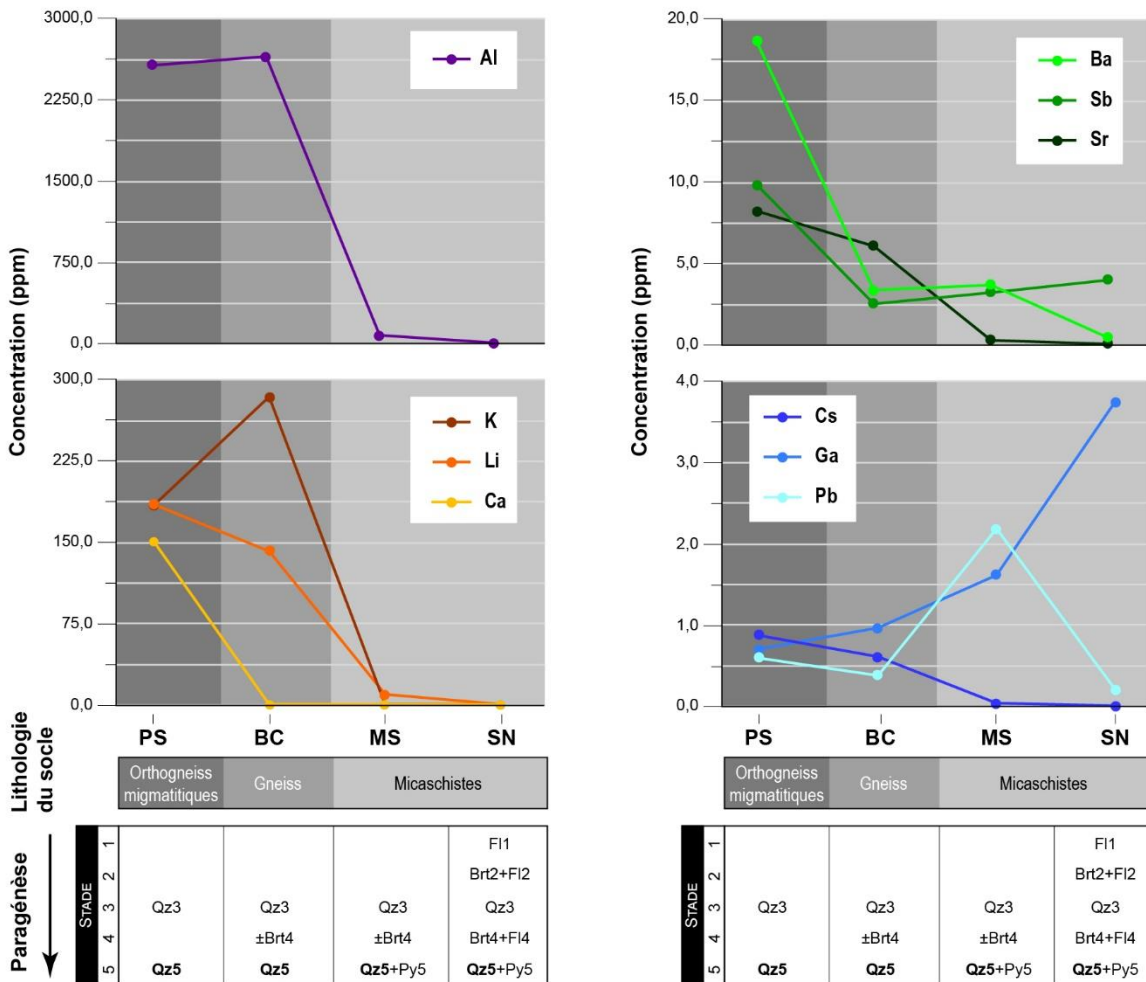 3000,0
2250,0
1500,0
750,0
0,0
Al
Concentration (ppm)
300,0
225,0
150,0
75,0
0,0
K
Li
Ca
PS BC MS SN
Lithologie
du socle
Orthogneiss
migmatitiques
Gneiss
Micaschistes
Paragénèse
STADE
1 Fl1
2 Brt2+Fl2
3 Qz3 Qz3 Qz3 Qz3
4 ±Brt4 ±Brt4 Brt4+Fl4
5 Qz5 Qz5 Qz5+Py5 Qz5+Py5
20,0
15,0
10,0
5,0
0,0
Ba
Sb
Sr
Concentration (ppm)
4,0
3,0
2,0
1,0
0,0
Cs
Ga
Pb
PS BC MS SN
Orthogneiss
migmatitiques
Gneiss
Micaschistes
STADE
1 Fl1
2 Brt2+Fl2
3 Qz3 Qz3 Qz3 Qz3
4 ±Brt4 ±Brt4 Brt4+Fl4
5 Qz5 Qz5 Qz5+Py5 Qz5+Py5